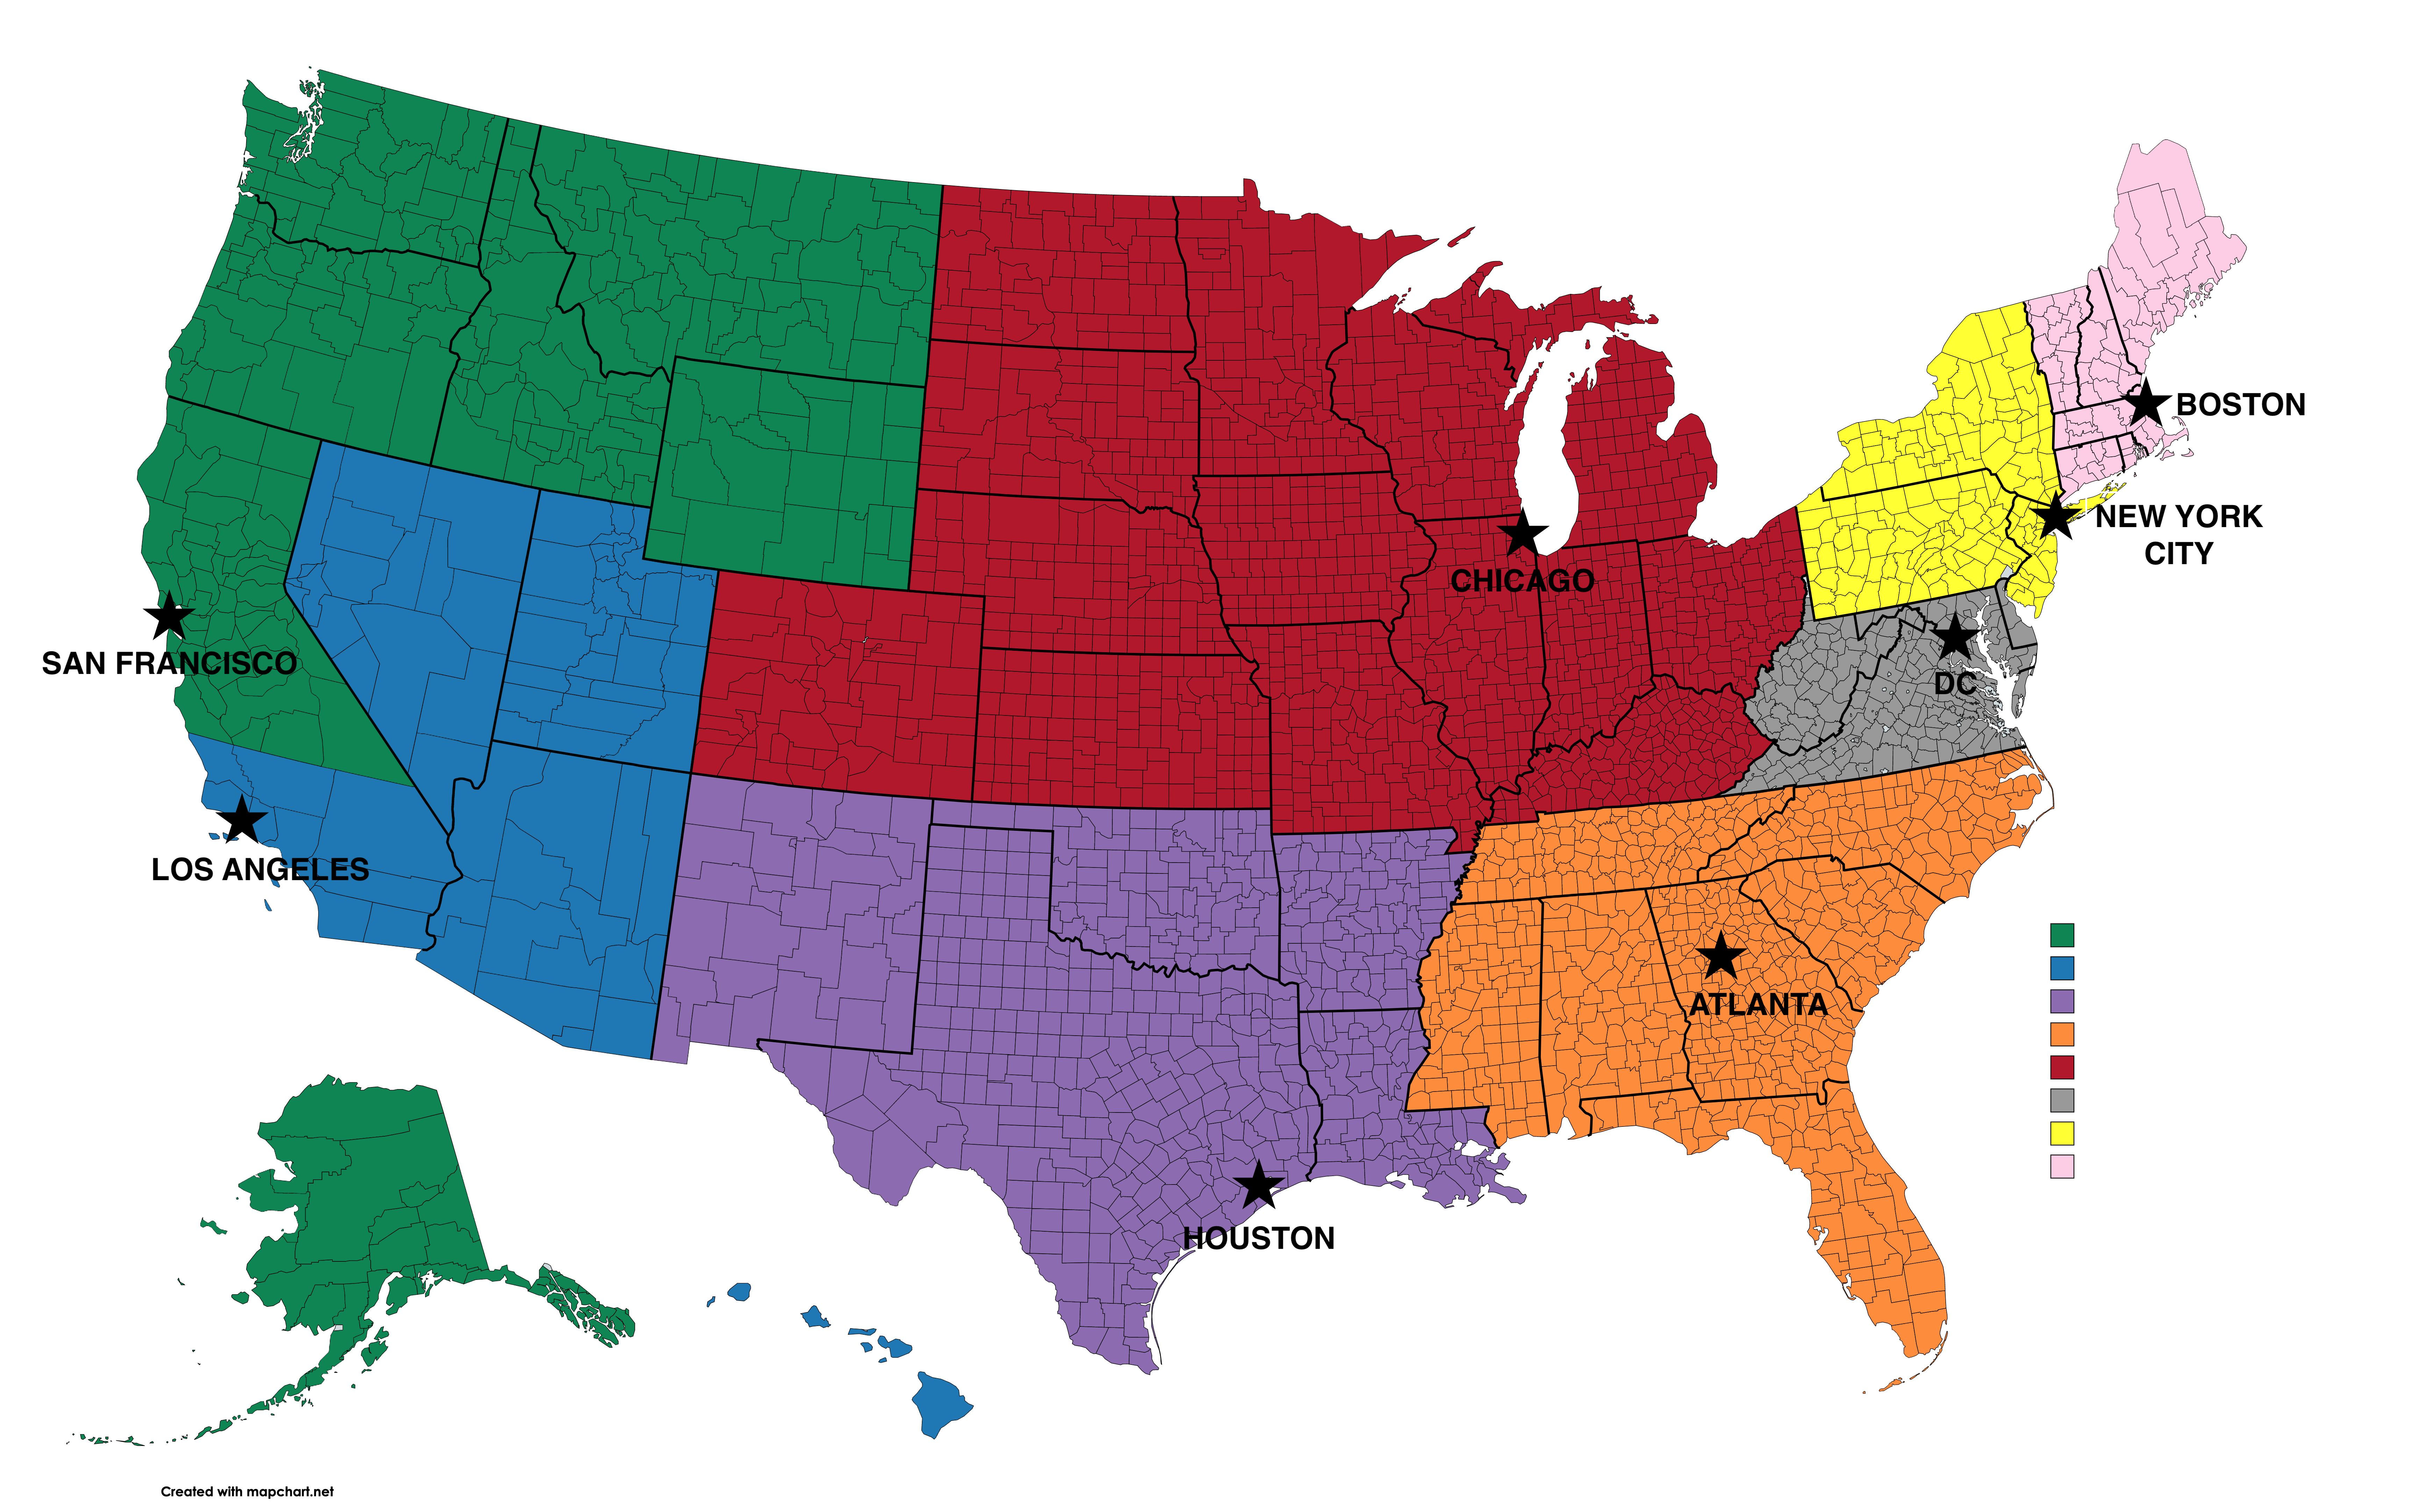 BOSTON
NEW YORK
CITY
CHICAGO
SAN FRANCISCO
DC
LOS ANGELES
ATLANTA
HOUSTON
Created with mapchart.net